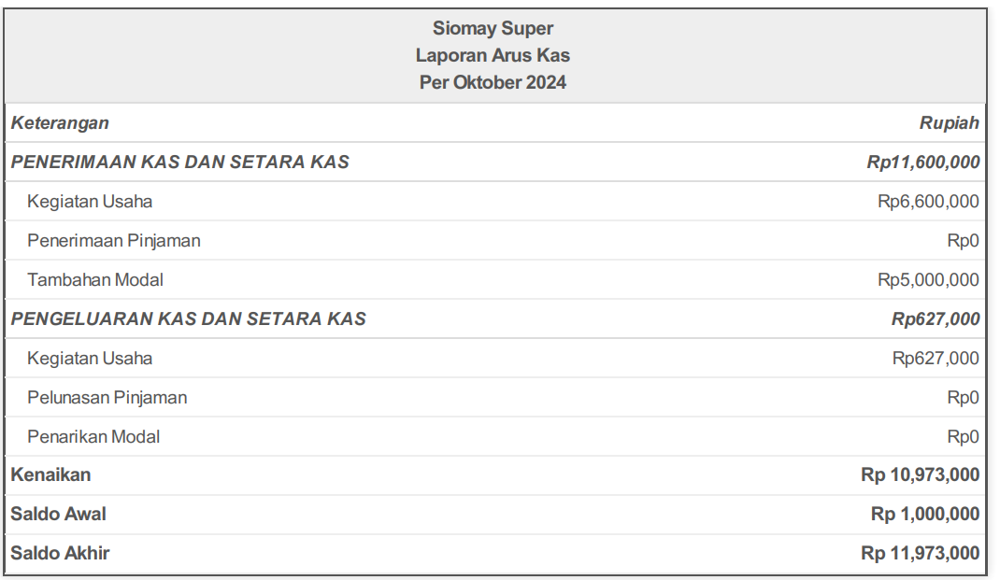 Siomay Super
Laporan Arus Kas
Per Oktober 2024
Keterangan Rupiah
PENERIMAAN KAS DAN SETARA KAS Rp11,600,000
Kegiatan Usaha Rp6,600,000
Penerimaan Pinjaman Rp0
Tambahan Modal Rp5,000,000
PENGELUARAN KAS DAN SETARA KAS Rp627,000
Kegiatan Usaha Rp627,000
Pelunasan Pinjaman Rp0
Penarikan Modal Rp0
Kenaikan Rp 10,973,000
Saldo Awal Rp 1,000,000
Saldo Akhir Rp 11,973,000